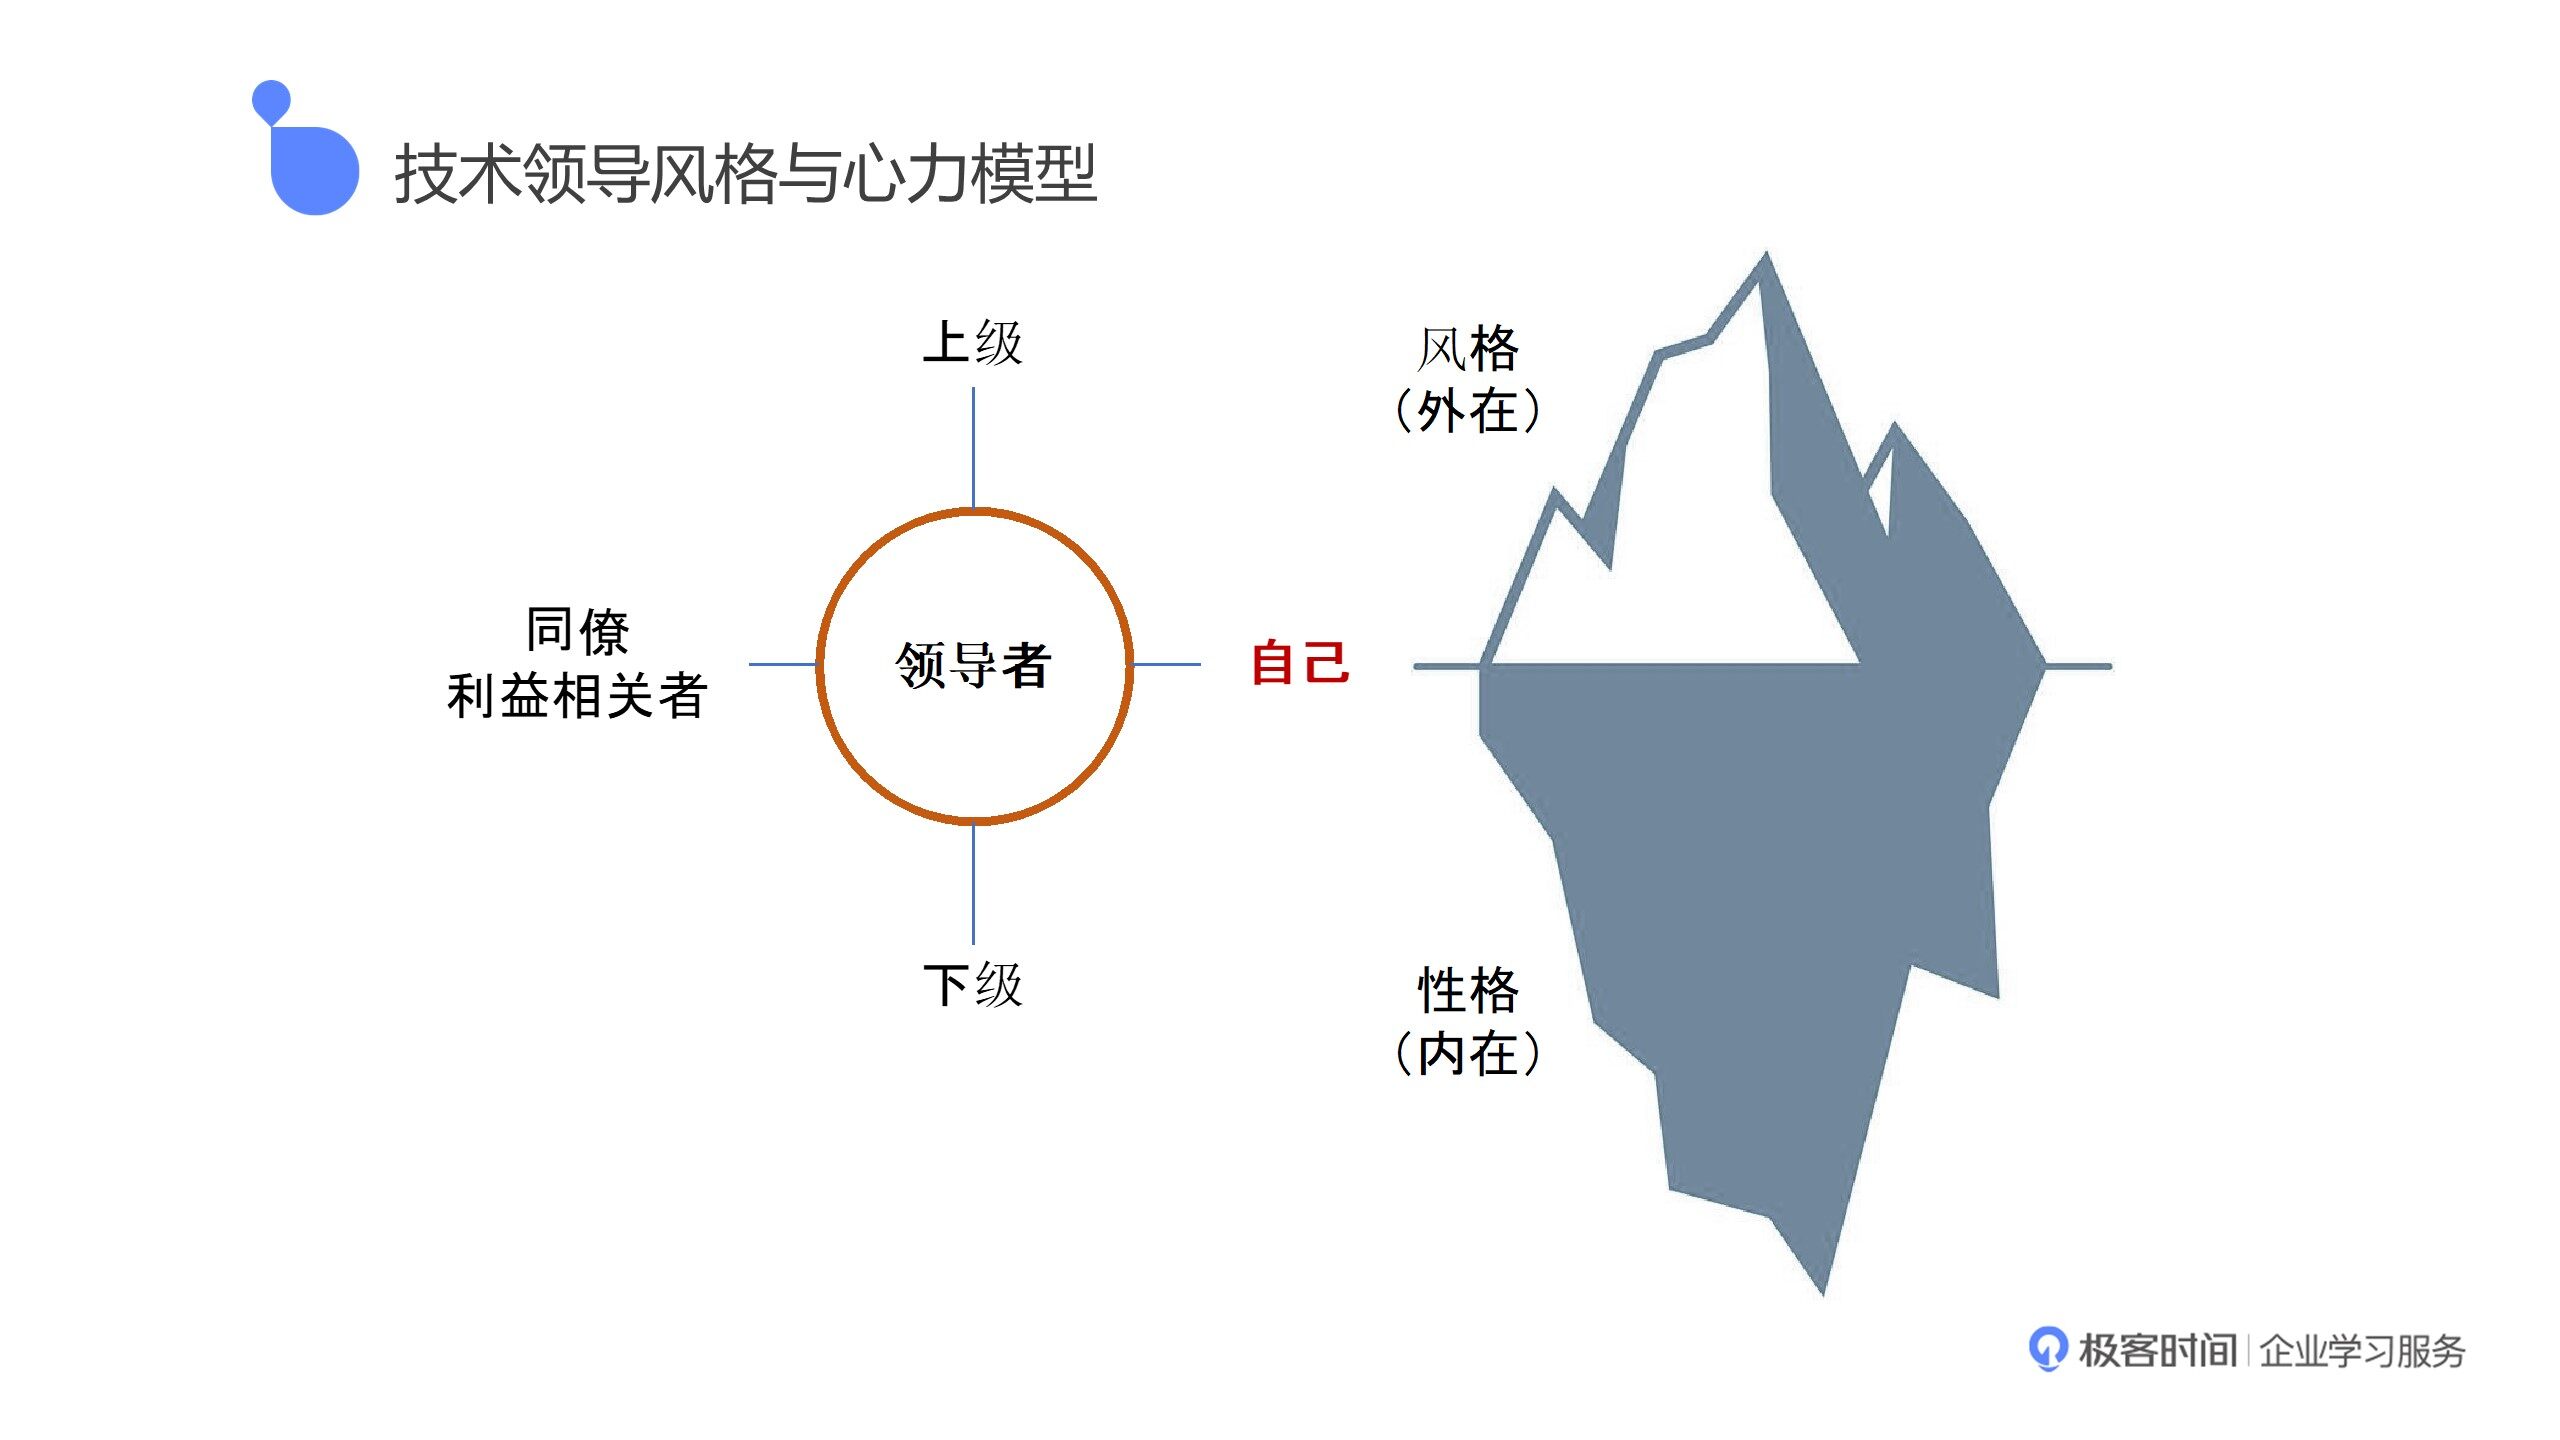 技术领导风格与心力模型
上级
同僚
利益相关者
领导者
自己
下级
风格
（外在）
性格
（内在）
极客时间 | 企业学习服务